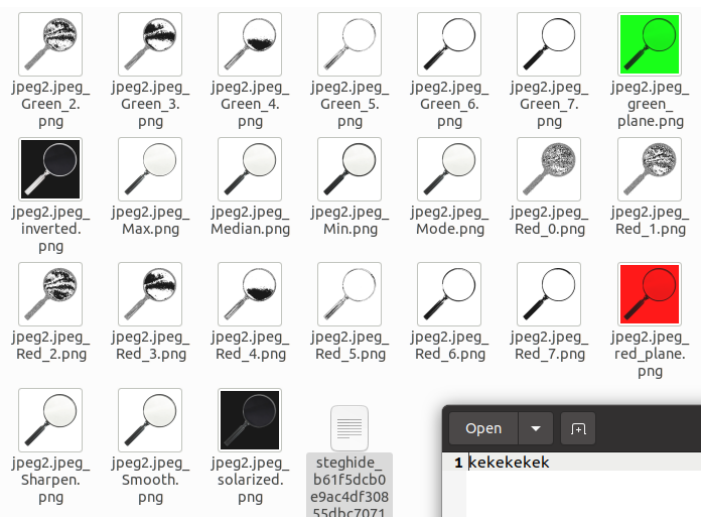 jpeg2.jpeg_
Green_2.
png
jpeg2.jpeg_
Green_3.
png
jpeg2.jpeg_
Green_4.
png
jpeg2.jpeg_
Green_5.
png
jpeg2.jpeg_
Green_6.
png
jpeg2.jpeg_
Green_7.
png
jpeg2.jpeg_
green_
plane.png
jpeg2.jpeg_
inverted.
png
jpeg2.jpeg_
Max.png
jpeg2.jpeg_
Median.png
jpeg2.jpeg_
Min.png
jpeg2.jpeg_
Mode.png
jpeg2.jpeg_
Red_0.png
jpeg2.jpeg_
Red_1.png
jpeg2.jpeg_
Red_2.png
jpeg2.jpeg_
Red_3.png
jpeg2.jpeg_
Red_4.png
jpeg2.jpeg_
Red_5.png
jpeg2.jpeg_
Red_6.png
jpeg2.jpeg_
Red_7.png
jpeg2.jpeg_
red_plane.
png
jpeg2.jpeg_
Sharpen.
png
jpeg2.jpeg_
Smooth.
png
jpeg2.jpeg_
solarized.
png
steghide_
b61f5dcb0
e9ac4df308
55dbc7071
Open
1 kekekekek